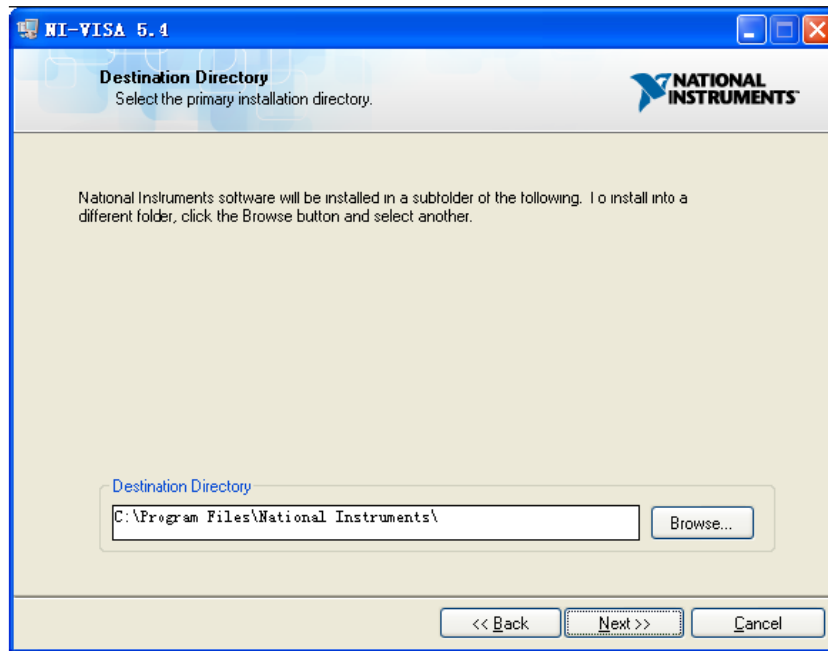 NI-VISA 5.4
Destination Directory
Select the primary installation directory.
NATIONAL
INSTRUMENTS™
National Instruments software will be installed in a subfolder of the following. To install into a
different folder, click the Browse button and select another.
Destination Directory
C:\Program Files\National Instruments\
Browse...
<< Back
Next >>
Cancel